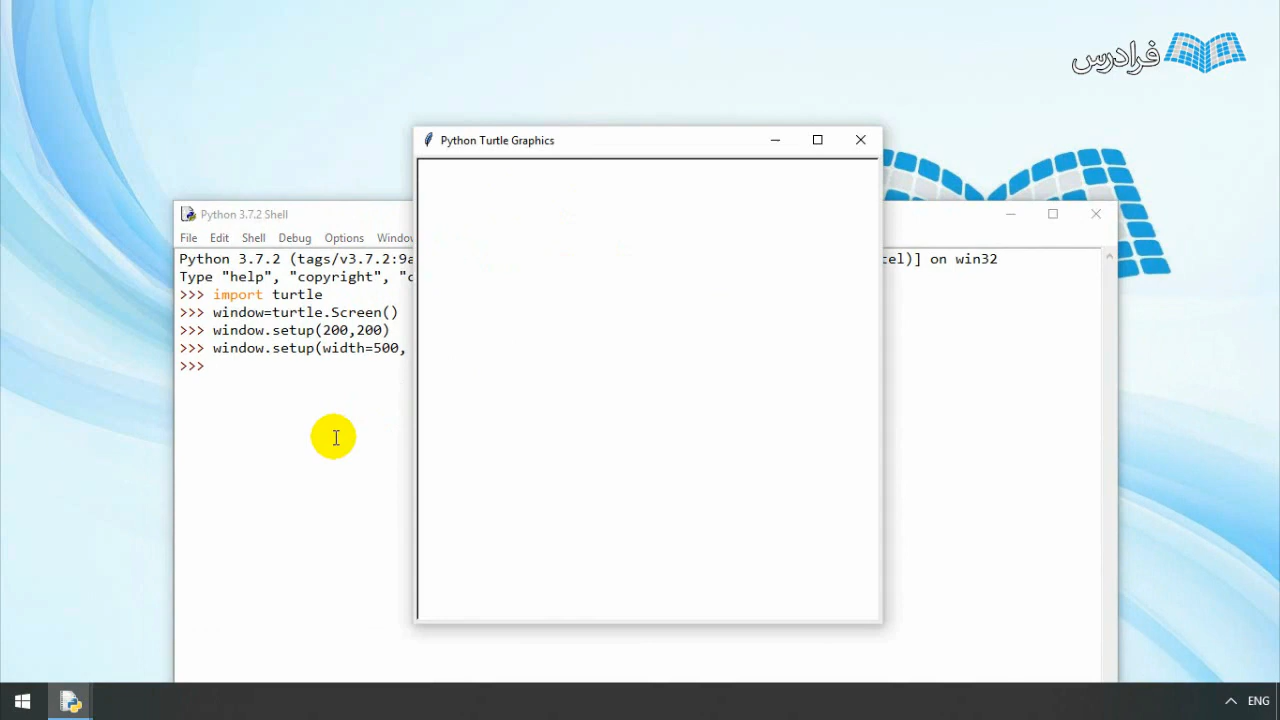 فرادرس
Python Turtle Graphics
Python 3.7.2 Shell
File Edit Shell Debug Options Window
Python 3.7.2 (tags/v3.7.2:9a
tel)] on win32
Type "help", "copyright", "c
>>> import turtle
>>> window=turtle.Screen()
>>> window.setup(200,200)
>>> window.setup(width=500,
>>>
ENG